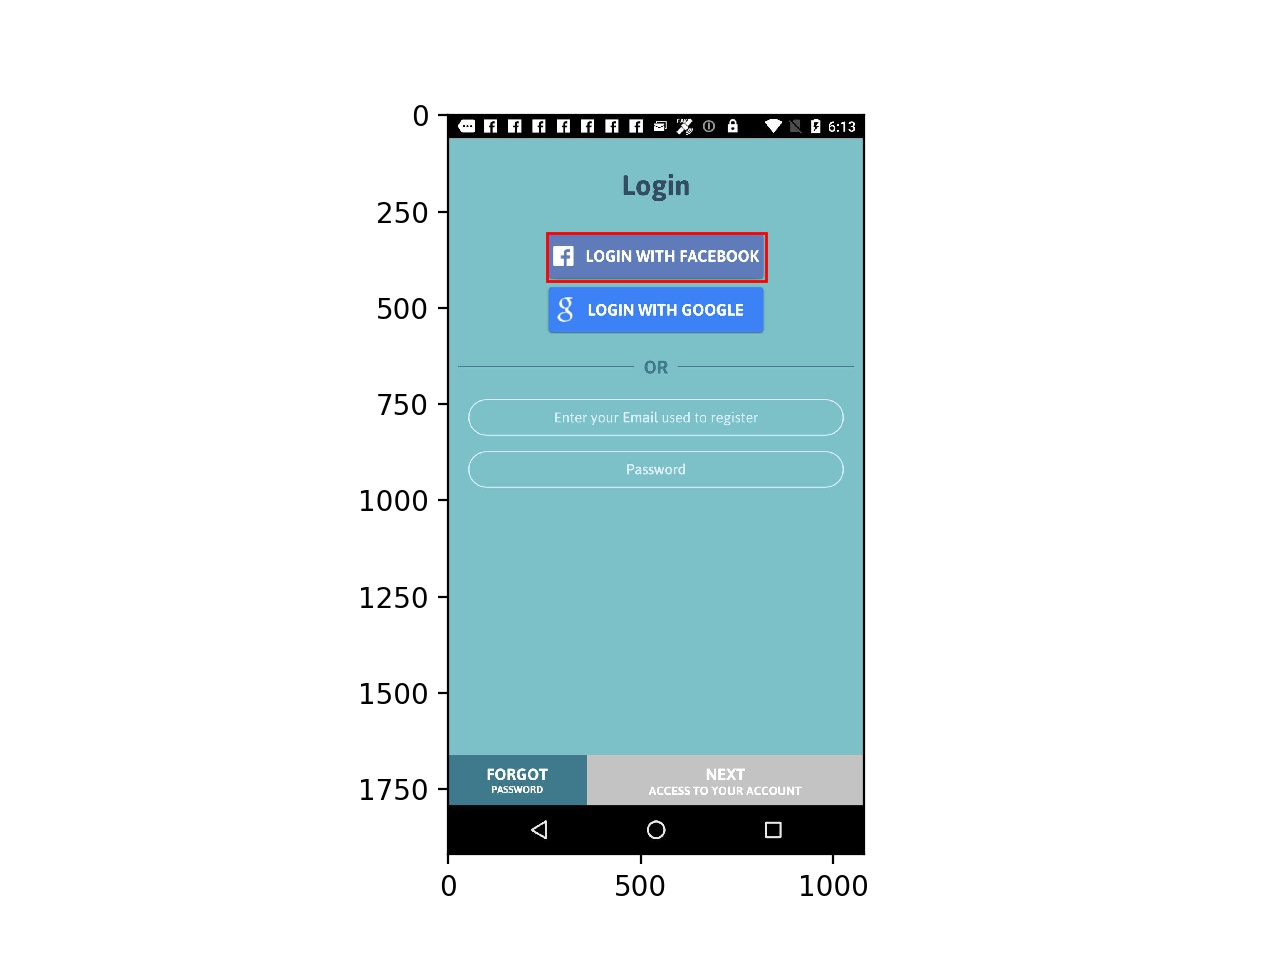 0
6:13
Login
250
LOGIN WITH FACEBOOK
500
LOGIN WITH GOOGLE
OR
750
Enter your Email used to register
Password
1000
1250
1500
1750
FORGOT
PASSWORD
NEXT
ACCESS TO YOUR ACCOUNT
0 500 1000